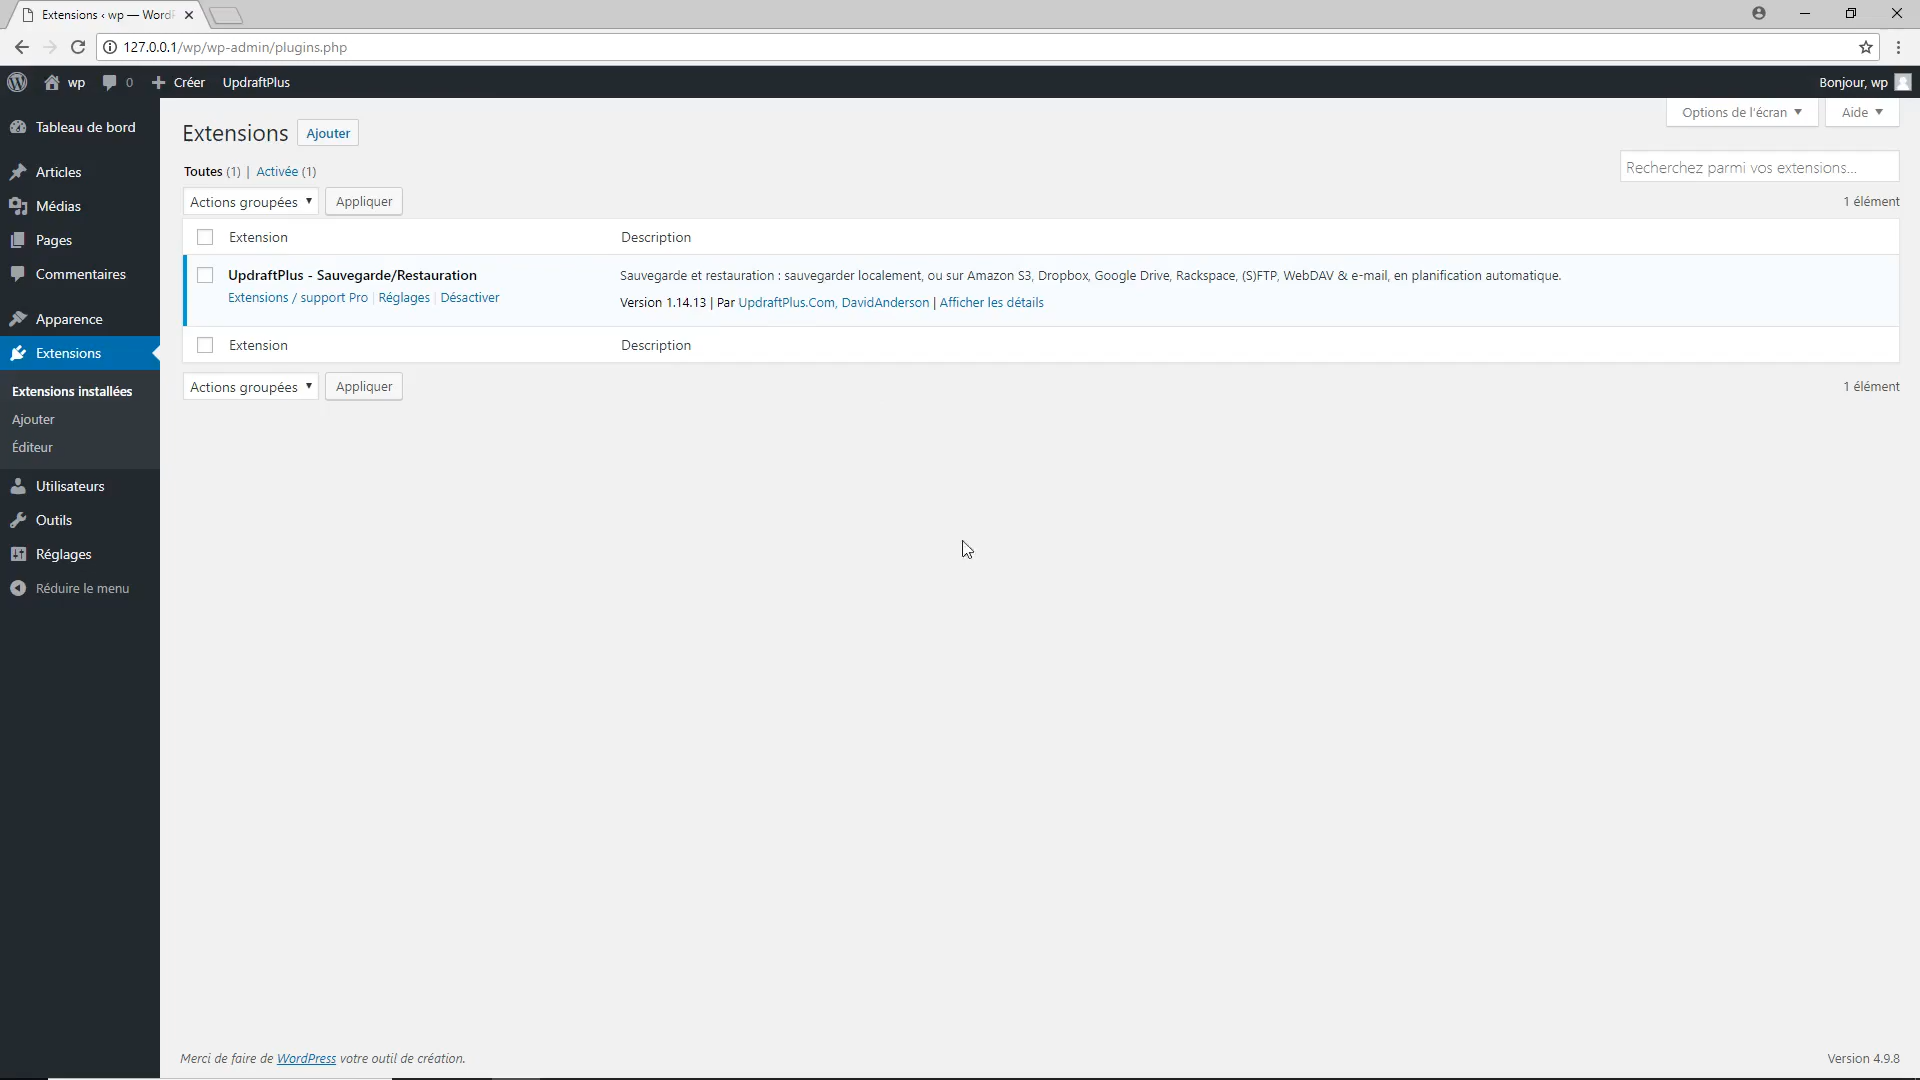 Extensions ‹ wp — Word
127.0.0.1/wp/wp-admin/plugins.php
wp 0 Créer UpdraftPlus Bonjour, wp
Options de l'écran Aide
Tableau de bord
Articles
Médias
Pages
Commentaires
Apparence
Extensions
Extensions installées
Ajouter
Éditeur
Utilisateurs
Outils
Réglages
Réduire le menu
Extensions Ajouter
Toutes (1) | Activée (1)
Recherchez parmi vos extensions...
Actions groupées Appliquer 1 élément
Extension Description
UpdraftPlus - Sauvegarde/Restauration Sauvegarde et restauration : sauvegarder localement, ou sur Amazon S3, Dropbox, Google Drive, Rackspace, (S)FTP, WebDAV & e-mail, en planification automatique.
Extensions / support Pro | Réglages | Désactiver Version 1.14.13 | Par UpdraftPlus.Com, DavidAnderson | Afficher les détails
Extension Description
Actions groupées Appliquer 1 élément
Merci de faire de WordPress votre outil de création. Version 4.9.8